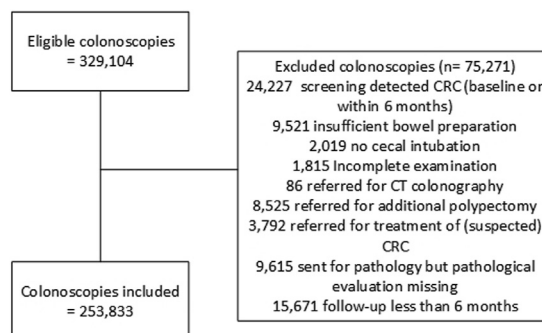 Eligible colonoscopies
= 329,104
Excluded colonoscopies (n= 75,271)
24,227 screening detected CRC (baseline or
within 6 months)
9,521 insufficient bowel preparation
2,019 no cecal intubation
1,815 Incomplete examination
86 referred for CT colonography
8,525 referred for additional polypectomy
3,792 referred for treatment of (suspected)
CRC
9,615 sent for pathology but pathological
evaluation missing
15,671 follow-up less than 6 months
Colonoscopies included
= 253,833